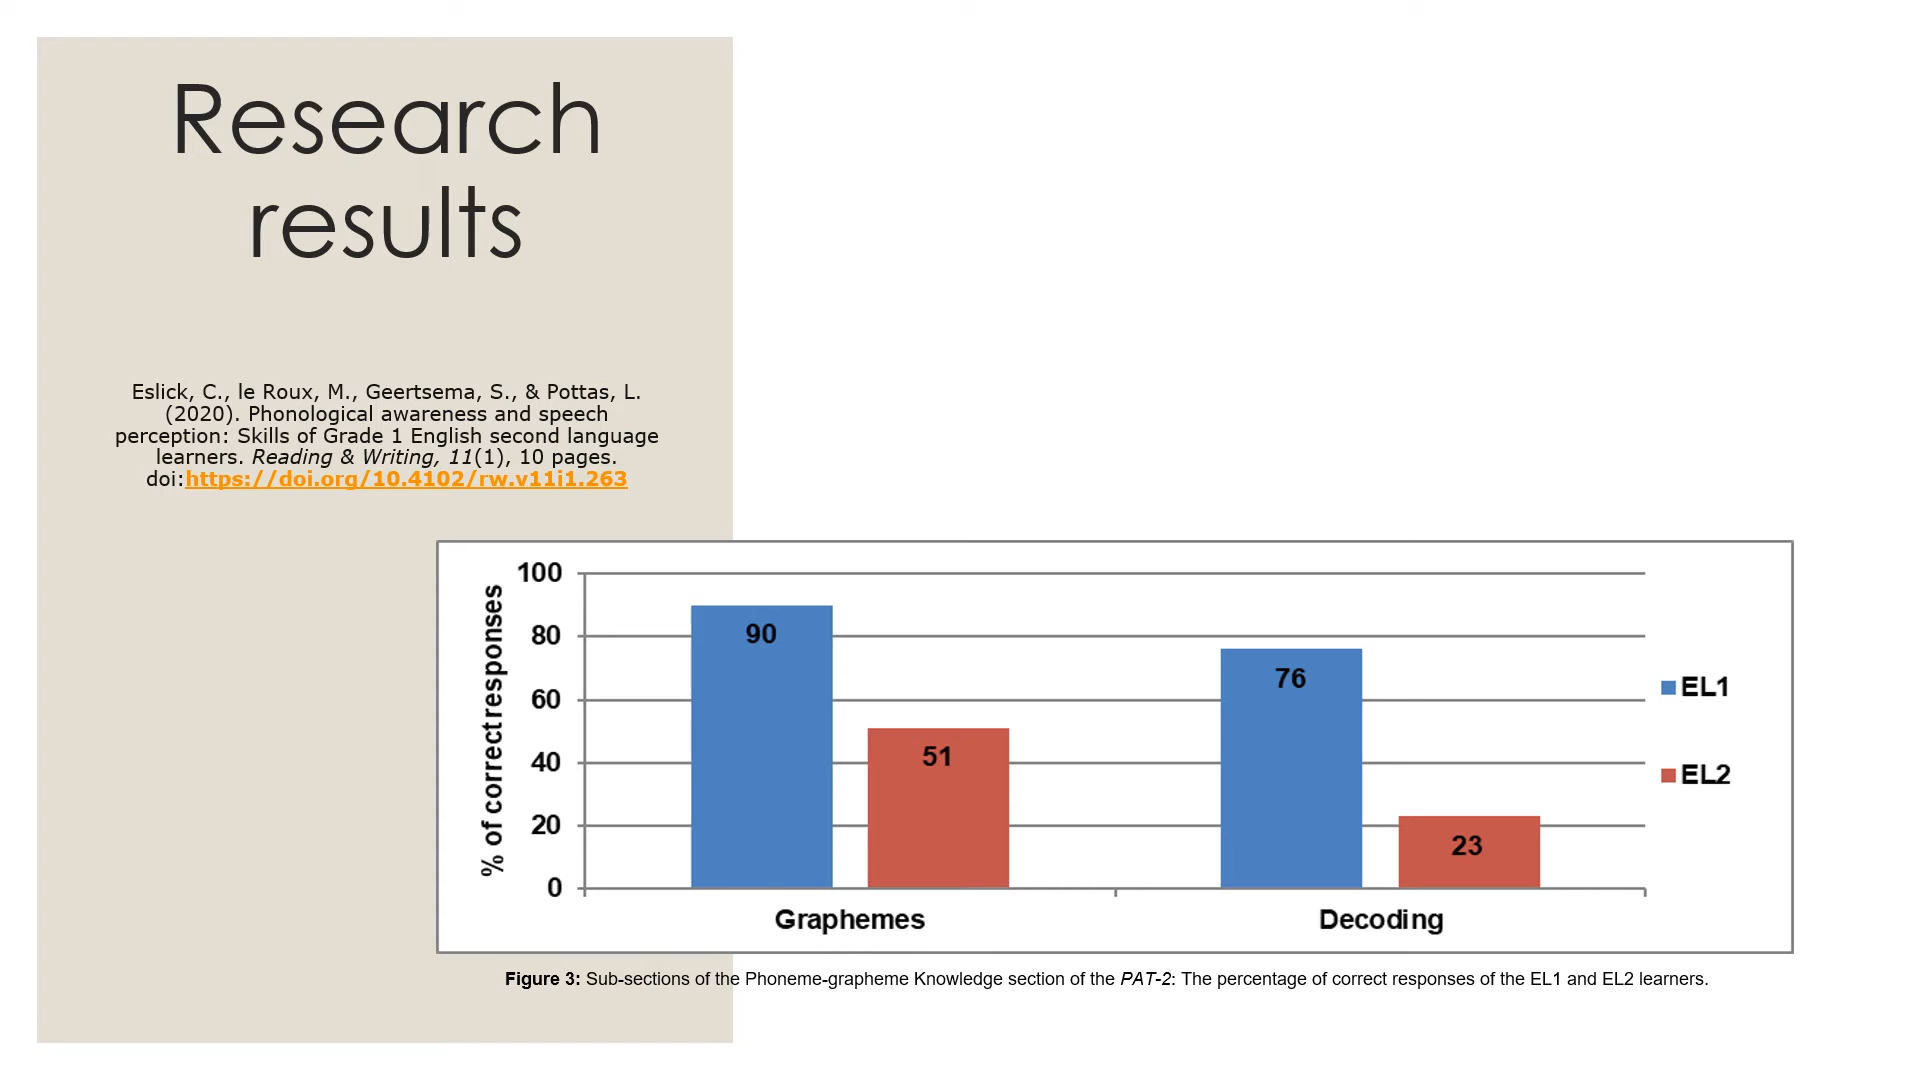 Research
results
Eslick, C., le Roux, M., Geertsema, S., & Pottas, L.
(2020). Phonological awareness and speech
perception: Skills of Grade 1 English second language
learners. Reading & Writing, 11(1), 10 pages.
doi:https://doi.org/10.4102/rw.v11i1.263
% of correct responses
100
80
60
40
20
0
90
51
76
23
Graphemes
Decoding
EL1
EL2
Figure 3: Sub-sections of the Phoneme-grapheme Knowledge section of the PAT-2: The percentage of correct responses of the EL1 and EL2 learners.